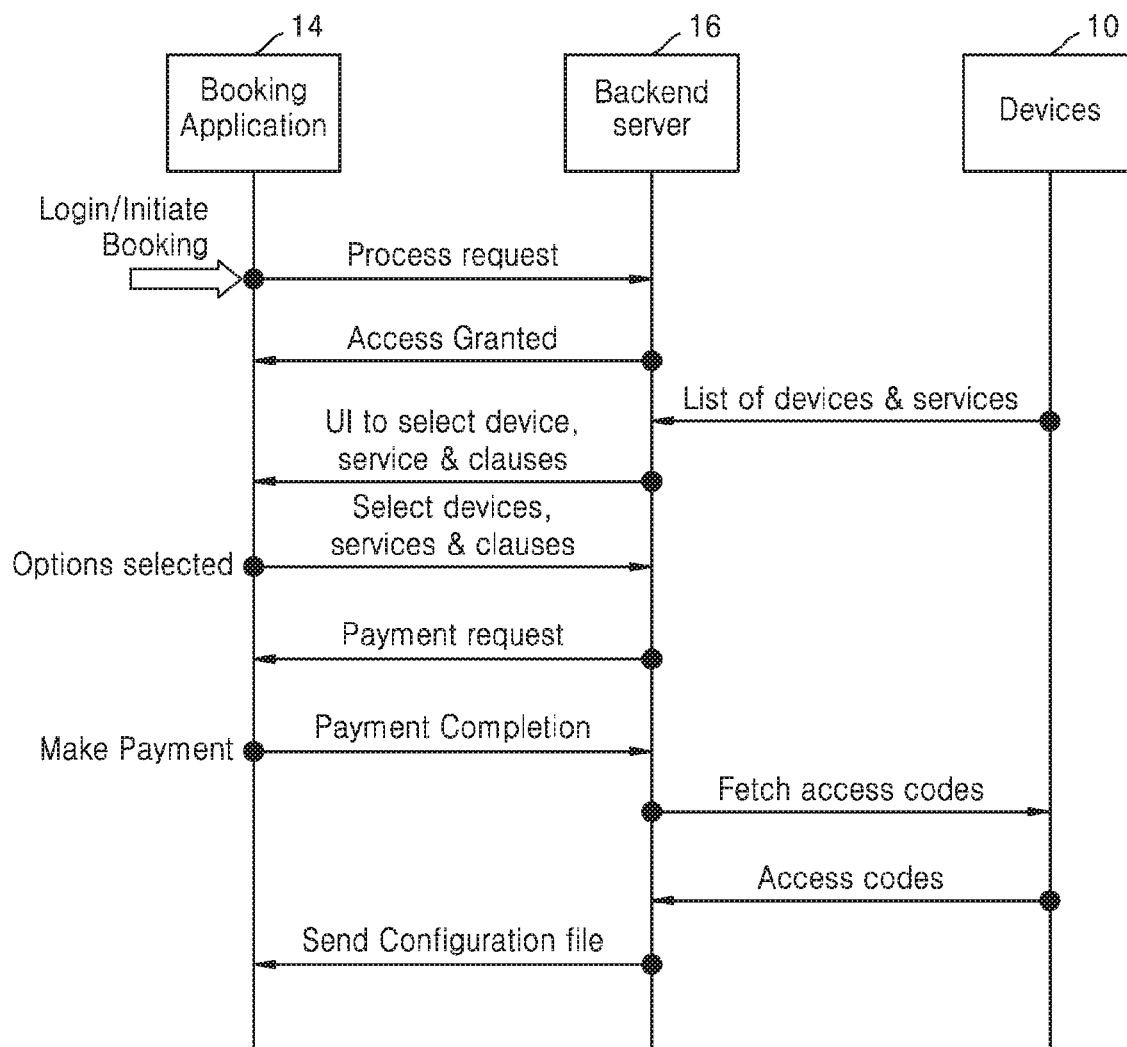 14
16
10
Booking
Application
Backend
server
Devices
Login/Initiate
Booking
Process request
Access Granted
List of devices & services
UI to select device,
service & clauses
Select devices,
services & clauses
Options selected
Payment request
Payment Completion
Make Payment
Fetch access codes
Access codes
Send Configuration file